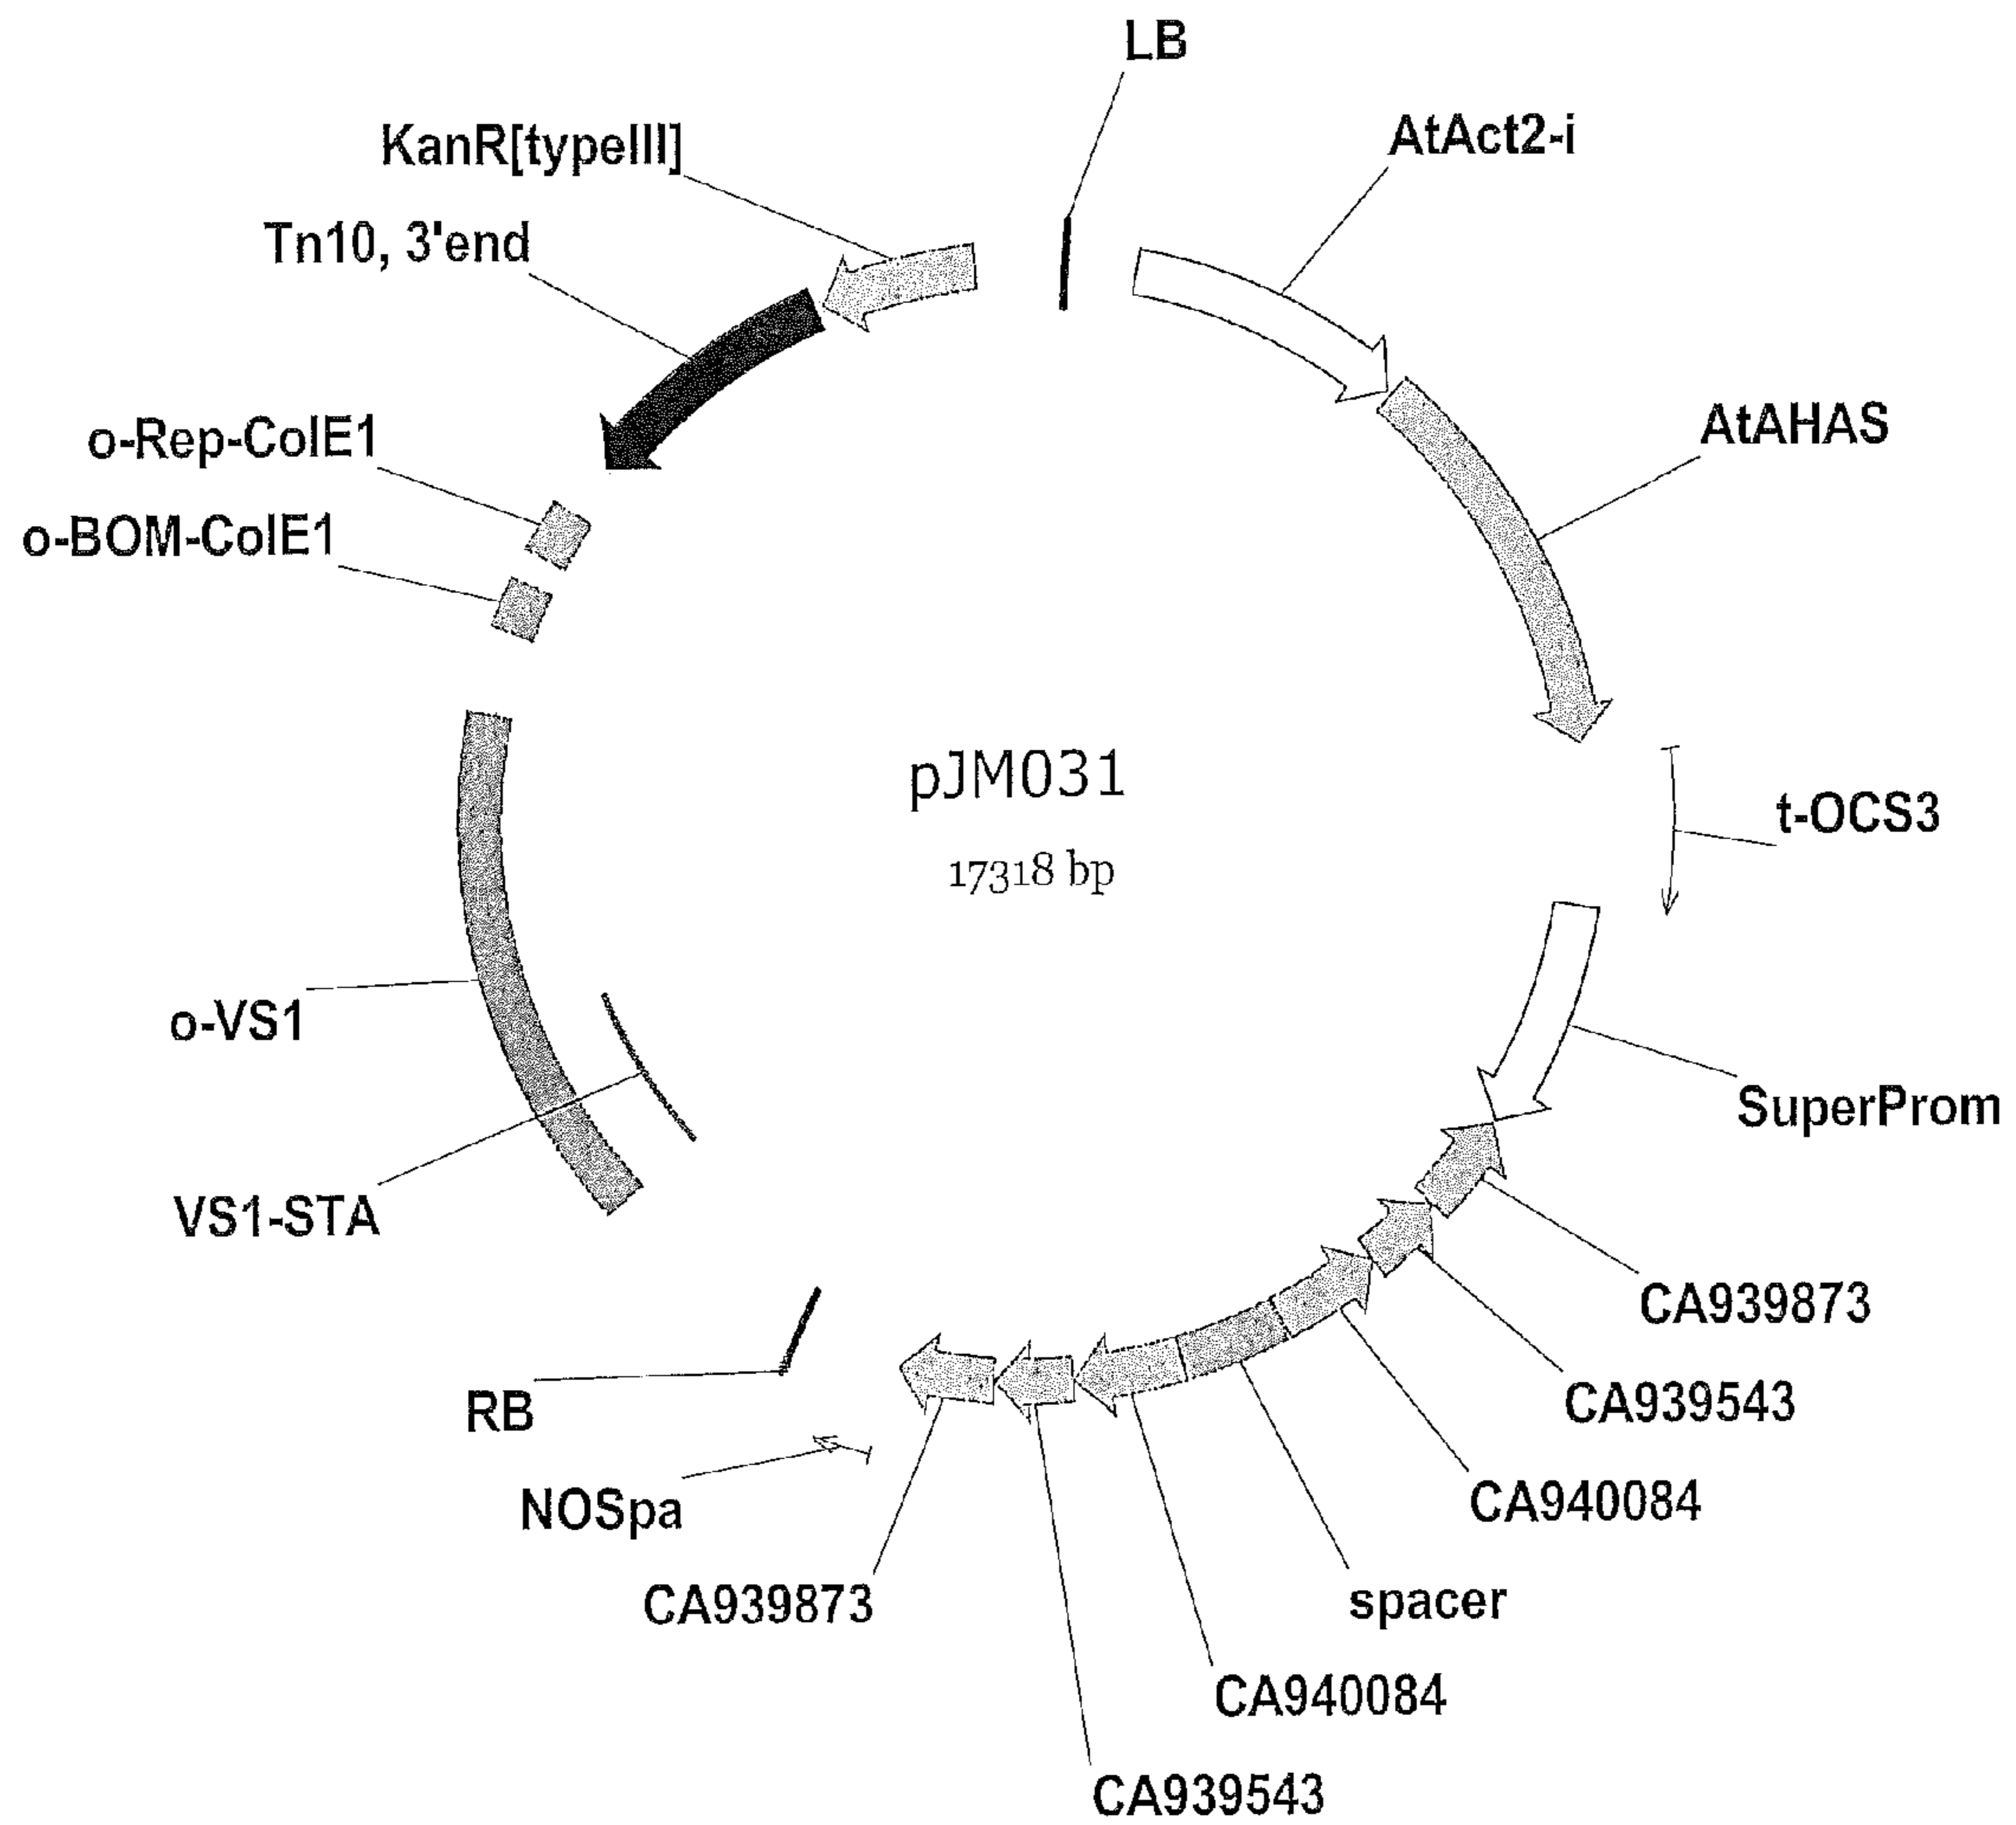 LB
AtAct2-i
KanR[typeIII]
Tn10, 3'end
o-Rep-ColE1
o-BOM-ColE1
AtAHAS
pJM031
17318 bp
t-OCS3
o-VS1
SuperProm
VS1-STA
CA939873
RB
CA939543
NOSpa
CA940084
CA939873
spacer
CA940084
CA939543